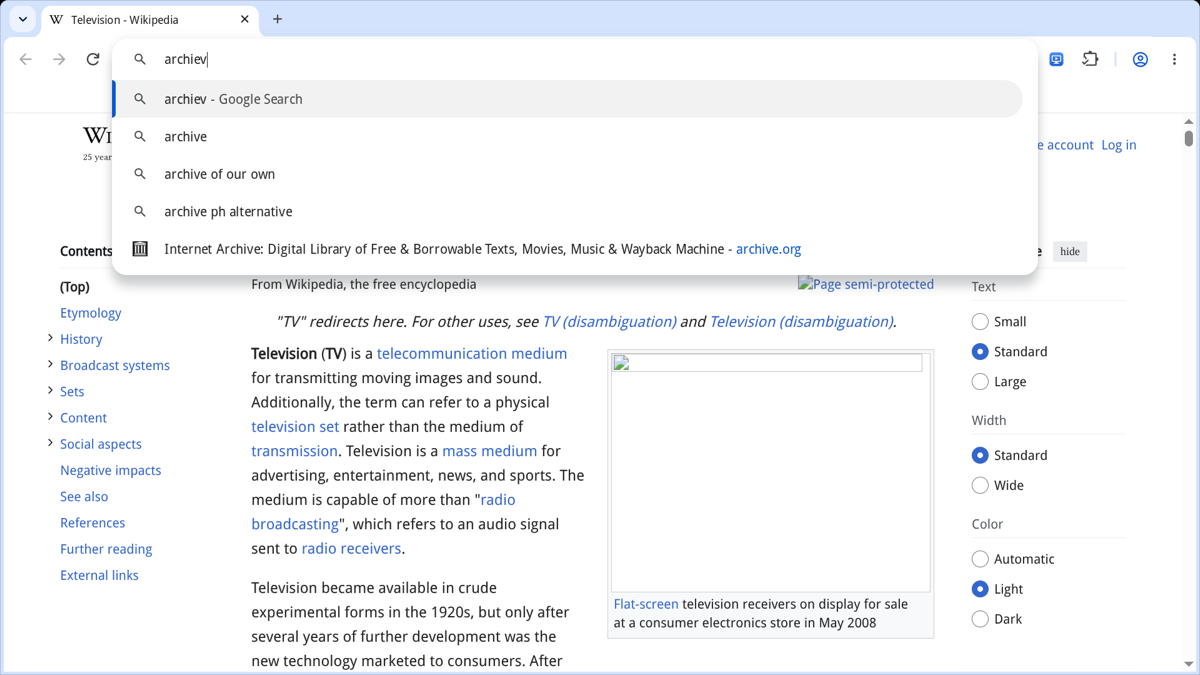 Television - Wikipedia
archiev
archiev - Google Search
archive
archive of our own
archive ph alternative
Internet Archive: Digital Library of Free & Borrowable Texts, Movies, Music & Wayback Machine - archive.org
25 year
e account Log in
Contents
hide
(Top)
Etymology
History
Broadcast systems
Sets
Content
Social aspects
Negative impacts
See also
References
Further reading
External links
From Wikipedia, the free encyclopedia
Page semi-protected
"TV" redirects here. For other uses, see TV (disambiguation) and Television (disambiguation).
Television (TV) is a telecommunication medium
for transmitting moving images and sound.
Additionally, the term can refer to a physical
television set rather than the medium of
transmission. Television is a mass medium for
advertising, entertainment, news, and sports. The
medium is capable of more than "radio
broadcasting", which refers to an audio signal
sent to radio receivers.
Television became available in crude
experimental forms in the 1920s, but only after
several years of further development was the
new technology marketed to consumers. After
Flat-screen television receivers on display for sale
at a consumer electronics store in May 2008
Text
Small
Standard
Large
Width
Standard
Wide
Color
Automatic
Light
Dark